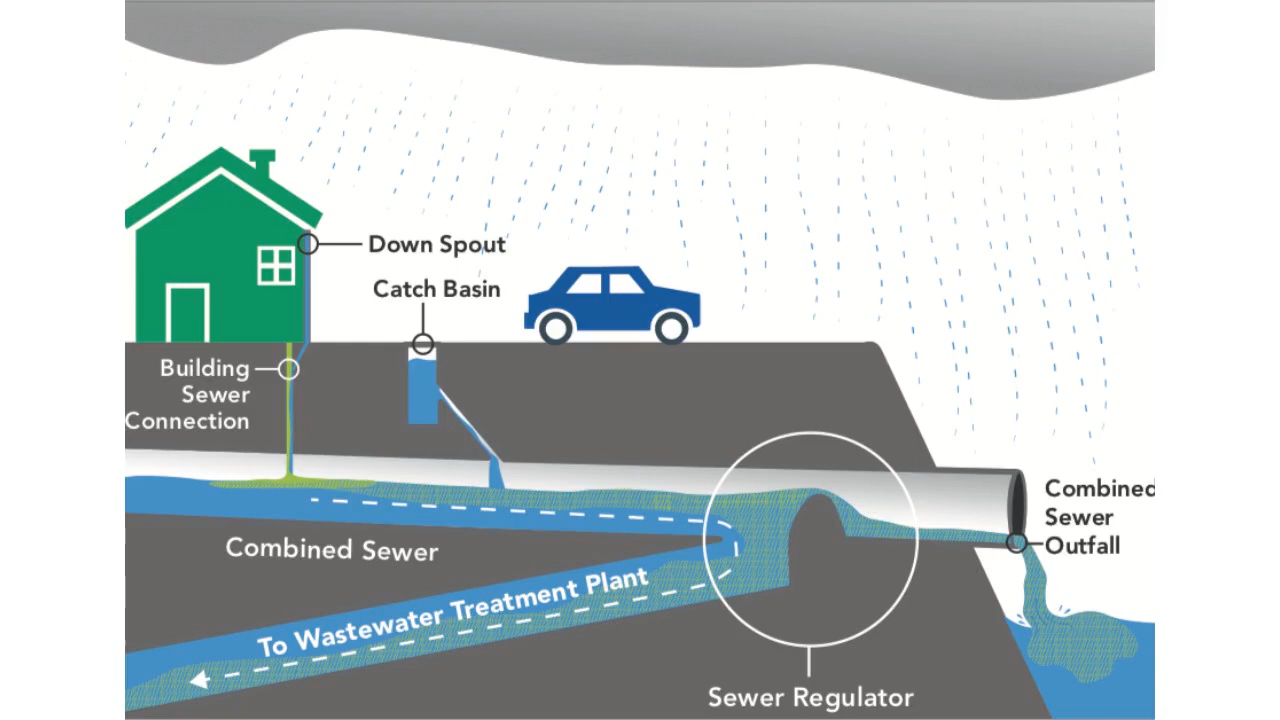 Down Spout
Catch Basin
Building
Sewer
Connection
Combined
Sewer
Outfall
Combined Sewer
To Wastewater Treatment Plant
Sewer Regulator